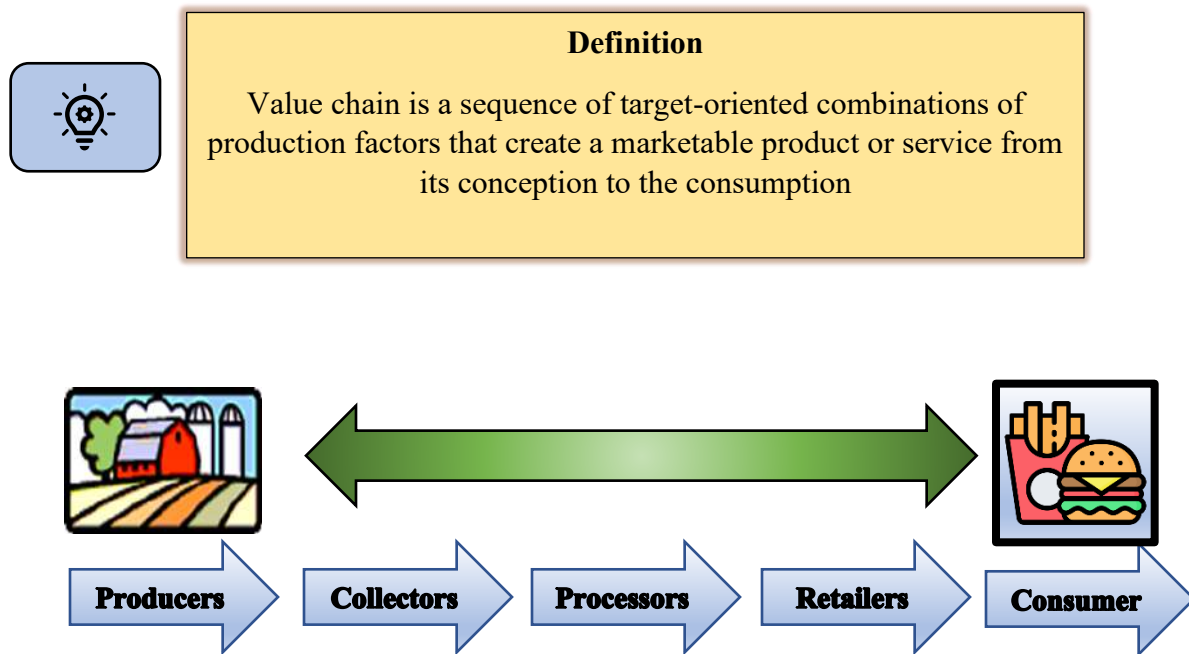 Definition
Value chain is a sequence of target-oriented combinations of
production factors that create a marketable product or service from
its conception to the consumption
Producers
Collectors
Processors
Retailers
Consumer